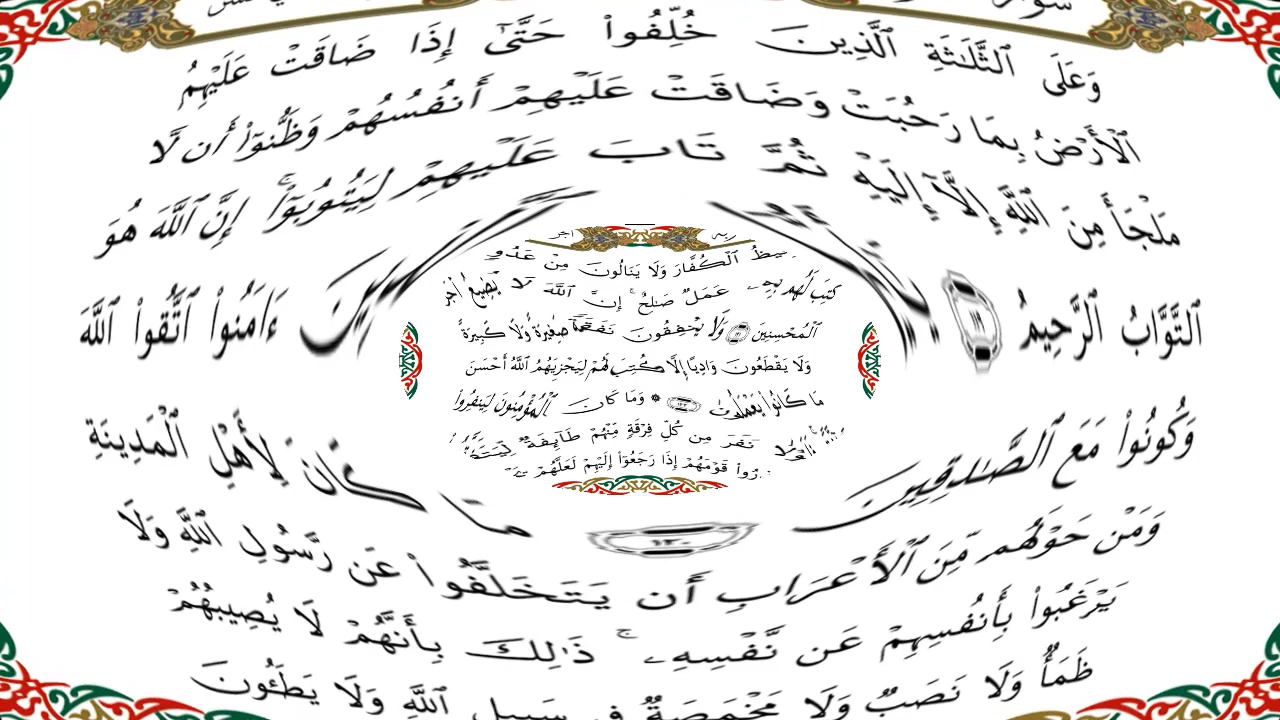 وَعَلَى ٱلثَّلَٰثَةِ ٱلَّذِينَ خُلِّفُوا۟ حَتَّىٰٓ إِذَا ضَاقَتْ عَلَيْهِمُ
ٱلْأَرْضُ بِمَا رَحُبَتْ وَضَاقَتْ عَلَيْهِمْ أَنفُسُهُمْ وَظَنُّوٓا۟ أَن لَّا
مَلْجَأَ مِنَ ٱللَّهِ إِلَّآ إِلَيْهِ ثُمَّ تَابَ عَلَيْهِمْ لِيَتُوبُوٓا۟ ۚ إِنَّ ٱللَّهَ هُوَ
ٱلتَّوَّابُ ٱلرَّحِيمُ ءَامَنُوا۟ ٱتَّقُوا۟ ٱللَّهَ
وَكُونُوا۟ مَعَ ٱلصَّٰدِقِينَ مَا كَانَ لِأَهْلِ ٱلْمَدِينَةِ
وَمَنْ حَوْلَهُم مِّنَ ٱلْأَعْرَابِ أَن يَتَخَلَّفُوا۟ عَن رَّسُولِ ٱللَّهِ وَلَا
يَرْغَبُوا۟ بِأَنفُسِهِمْ عَن نَّفْسِهِۦ ۚ ذَٰلِكَ بِأَنَّهُمْ لَا يُصِيبُهُمْ
ظَمَأٌ وَلَا نَصَبٌ وَلَا مَخْمَصَةٌ فِى سَبِيلِ ٱللَّهِ وَلَا يَطَـُٔونَ
ٱلْكُفَّارَ وَلَا يَنَالُونَ مِنْ عَدُوٍّ
كُتِبَ لَهُم بِهِۦ عَمَلٌ صَٰلِحٌ ۚ إِنَّ ٱللَّهَ لَا يُضِيعُ أَجْرَ
ٱلْمُحْسِنِينَ وَلَا يُنفِقُونَ نَفَقَةً صَغِيرَةً وَلَا كَبِيرَةً
وَلَا يَقْطَعُونَ وَادِيًا إِلَّا كُتِبَ لَهُمْ لِيَجْزِيَهُمُ ٱللَّهُ أَحْسَنَ
مَا كَانُوا۟ يَعْمَلُونَ ۞ وَمَا كَانَ ٱلْمُؤْمِنُونَ لِيَنفِرُوا۟
نَفَرَ مِن كُلِّ فِرْقَةٍ مِّنْهُمْ طَآئِفَةٌ
قَوْمَهُمْ إِذَا رَجَعُوٓا۟ إِلَيْهِمْ لَعَلَّهُمْ